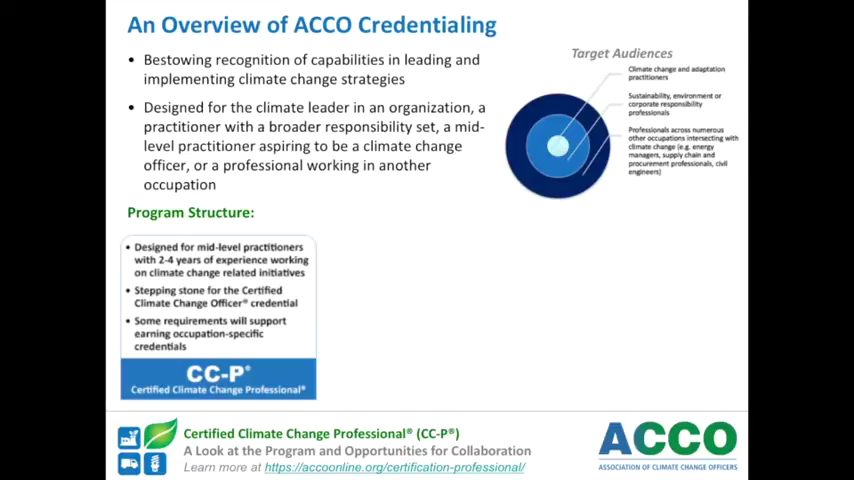 An Overview of ACCO Credentialing
• Bestowing recognition of capabilities in leading and
implementing climate change strategies
• Designed for the climate leader in an organization, a
practitioner with a broader responsibility set, a mid-
level practitioner aspiring to be a climate change
officer, or a professional working in another
occupation
Target Audiences
Climate change and adaptation
practitioners
Sustainability, environment or
corporate responsibility
professionals
Professionals across numerous
other occupations intersecting with
climate change (e.g. energy
managers, supply chain and
procurement professionals, civil
engineers)
Program Structure:
• Designed for mid-level practitioners
with 2-4 years of experience working
on climate change related initiatives
• Stepping stone for the Certified
Climate Change Officer® credential
• Some requirements will support
earning occupation-specific
credentials
CC-P®
Certified Climate Change Professional®
Certified Climate Change Professional® (CC-P®)
A Look at the Program and Opportunities for Collaboration
Learn more at https://accoonline.org/certification-professional/
ACCO
ASSOCIATION OF CLIMATE CHANGE OFFICERS